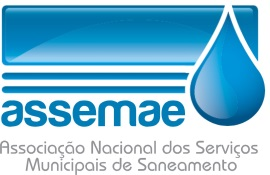 assemae
Associação Nacional dos Serviços
Municipais de Saneamento